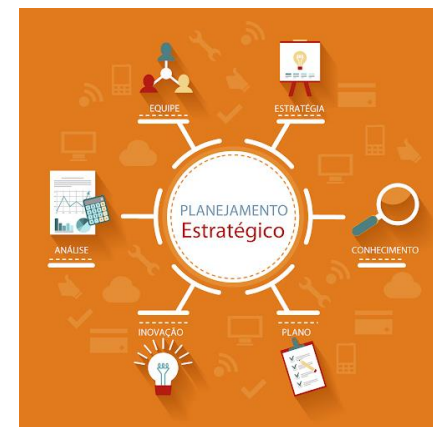 EQUIPE
ESTRATÉGIA
PLANEJAMENTO
Estratégico
ANÁLISE
CONHECIMENTO
INOVAÇÃO
PLANO